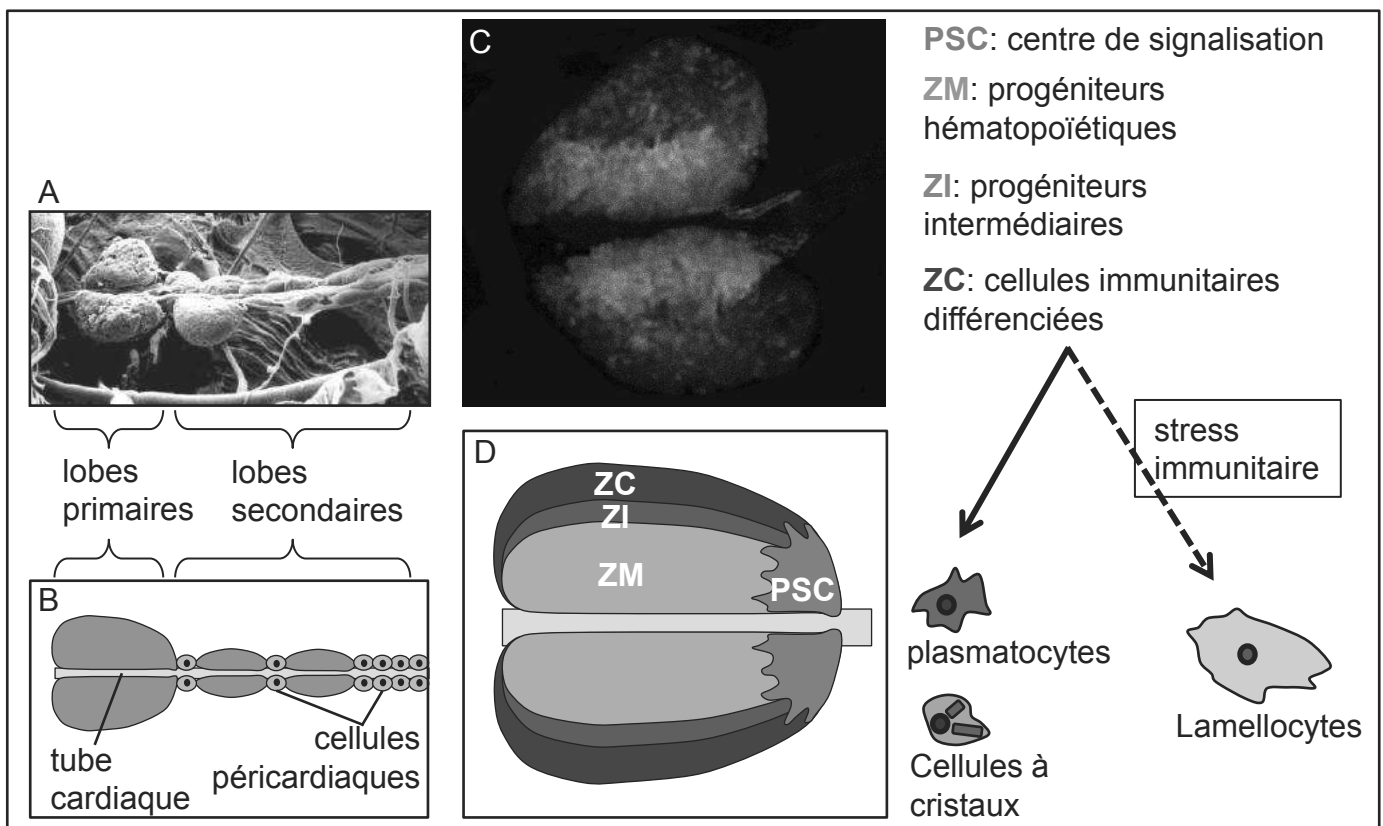 A
lobes
primaires
lobes
secondaires
B
tube
cardiaque
cellules
péricardiaques
C
D
ZC
ZI
ZM
PSC
PSC: centre de signalisation
ZM: progéniteurs
hématopoïétiques
ZI: progéniteurs
intermédiaires
ZC: cellules immunitaires
différenciées
stress
immunitaire
plasmatocytes
Cellules à
cristaux
Lamellocytes